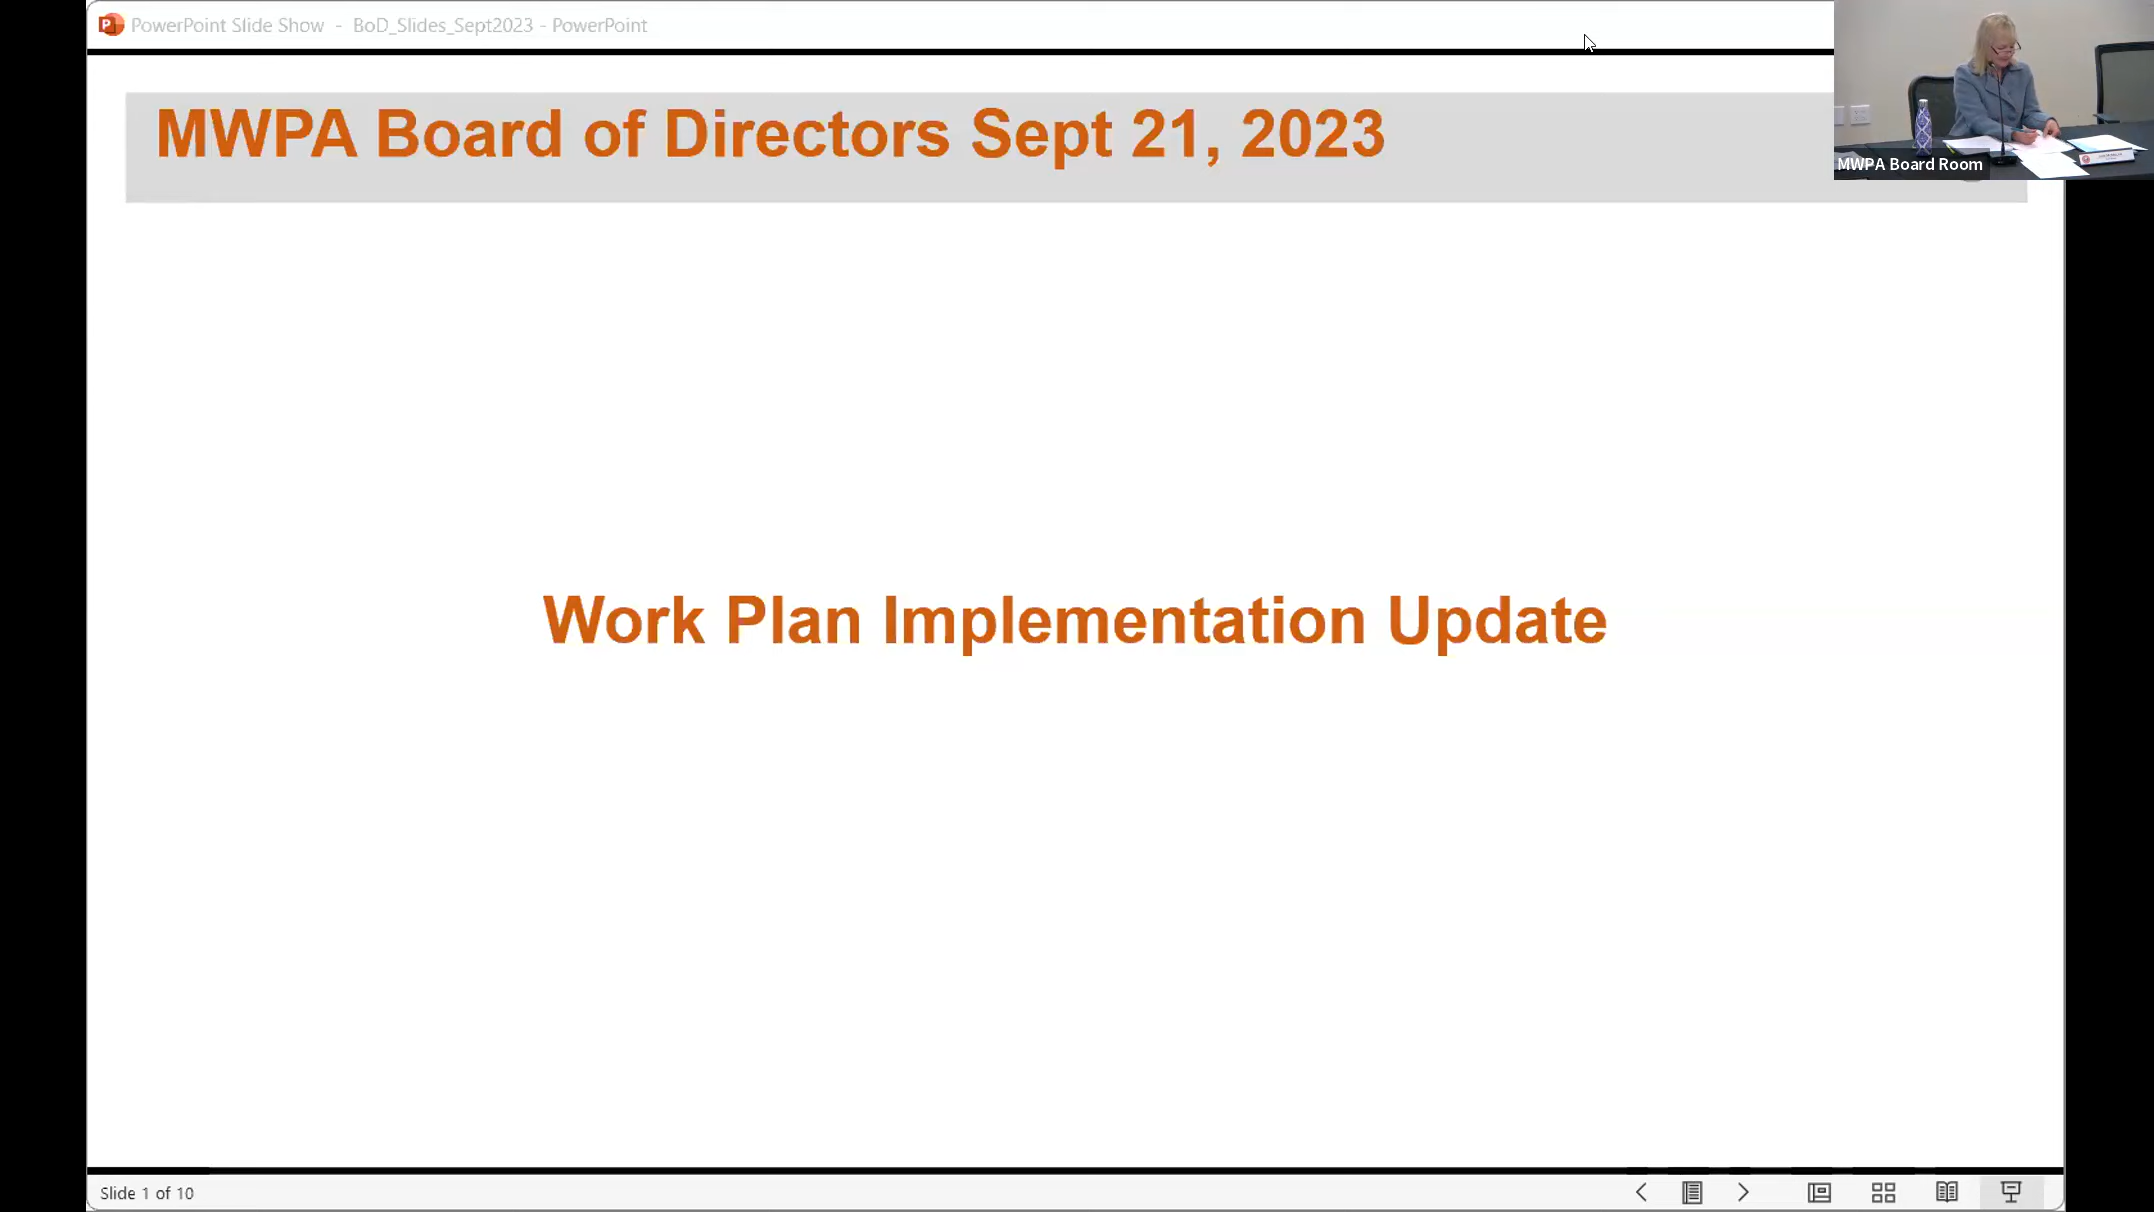 PowerPoint Slide Show - BoD_Slides_Sept2023 - PowerPoint
MWPA Board of Directors Sept 21, 2023
MWPA Board Room
Work Plan Implementation Update
Slide 1 of 10